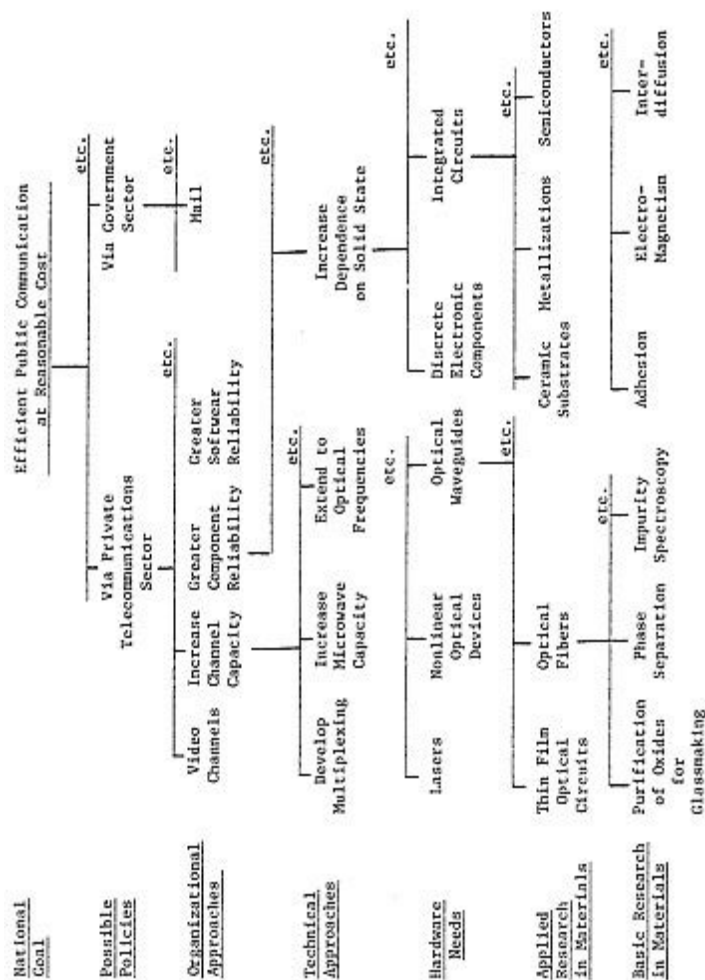 National
Goal
Efficient Public Communication
at Reasonable Cost
Possible
Policies
Via Private
Telecommunications
Sector
Via Government
Sector
etc.
Organizational
Approaches
Video
Channels
Increase
Channel
Capacity
Greater
Component
Reliability
Greater
Softwear
Reliability
etc.
Mail
etc.
Technical
Approaches
Develop
Multiplexing
Increase
Microwave
Capacity
Extend to
Optical
Frequencies
etc.
Increase
Dependence
on Solid State
etc.
Hardware
Needs
Lasers
Nonlinear
Optical
Devices
Optical
Waveguides
etc.
Discrete
Electronic
Components
Integrated
Circuits
etc.
Applied
Research
in Materials
Thin Film
Optical
Circuits
Optical
Fibers
etc.
Ceramic
Substrates
Metallizations
Semiconductors
etc.
Basic Research
in Materials
Purification
of Oxides
for
Glassmaking
Phase
Separation
Impurity
Spectroscopy
etc.
Adhesion
Electro-
Magnetism
Inter-
diffusion
etc.